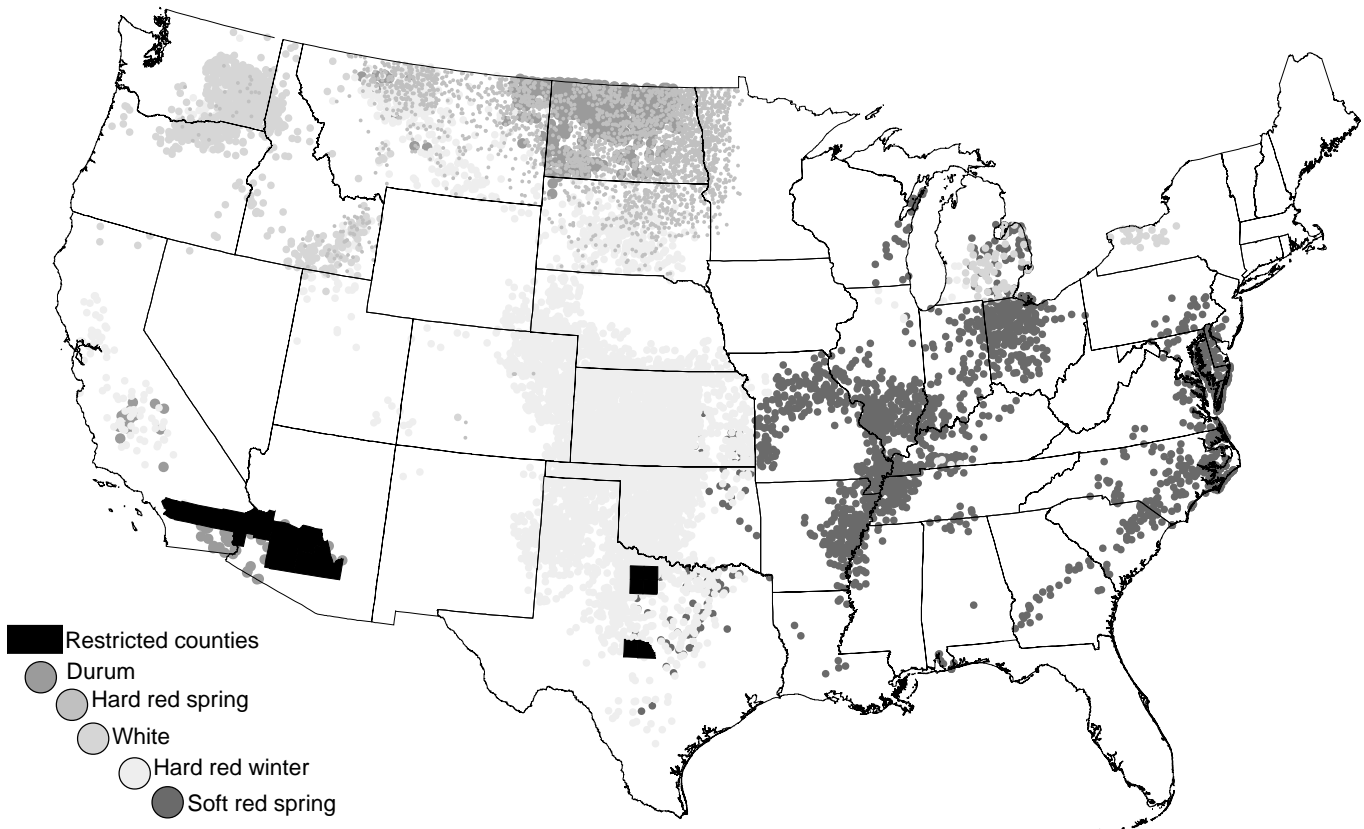 Restricted counties
Durum
Hard red spring
White
Hard red winter
Soft red spring